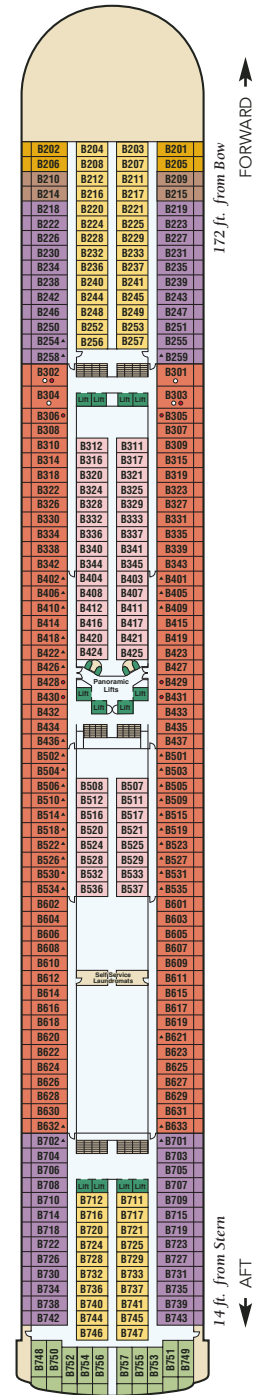 FORWARD
172 ft. from Bow
B202 B204 B203 B201
B206 B208 B207 B205
B210 B212 B211 B209
B214 B216 B217 B215
B218 B220 B221 B219
B222 B224 B225 B223
B226 B228 B229 B227
B230 B232 B233 B231
B234 B236 B237 B235
B238 B240 B241 B239
B242 B244 B245 B243
B246 B248 B249 B247
B250 B252 B253 B251
B254 B256 B257 B255
B258 B259
B302 B301
B304 Lift Lift Lift Lift B303
B306 B305
B308 B307
B310 B312 B311 B309
B314 B316 B317 B315
B318 B320 B321 B319
B322 B324 B325 B323
B326 B328 B329 B327
B330 B332 B333 B331
B334 B336 B337 B335
B338 B340 B341 B339
B342 B344 B345 B343
B402 B404 B403 B401
B406 B408 B407 B405
B410 B412 B411 B409
B414 B416 B417 B415
B418 B420 B421 B419
B422 B424 B425 B423
B426 B427
B428 Panoramic B429
Lifts
B430 Lift Lift B431
B432 Lift Lift B433
B434 B435
B436 B437
B502 B501
B504 B503
B506 B508 B507 B505
B510 B512 B511 B509
B514 B516 B517 B515
B518 B520 B521 B519
B522 B524 B525 B523
B526 B528 B529 B527
B530 B532 B533 B531
B534 B536 B537 B535
B602 B601
B604 B603
B606 B605
B608 B607
B610 B609
B612 Self Service B611
Laundromats
B614 B615
B616 B617
B618 B619
B620 B621
B622 B623
B624 B625
B626 B627
B628 B629
B630 B631
B632 B633
B702 B701
B704 B703
B706 B705
B708 Lift Lift Lift Lift B707
B710 B712 B711 B709
B714 B716 B717 B715
B718 B720 B721 B719
B722 B724 B725 B723
B726 B728 B729 B727
B730 B732 B733 B731
B734 B736 B737 B735
B738 B740 B741 B739
B742 B744 B745 B743
B746 B747
B748 B750 B752 B754 B756 B757 B755 B753 B751 B749
14 ft. from Stern
AFT